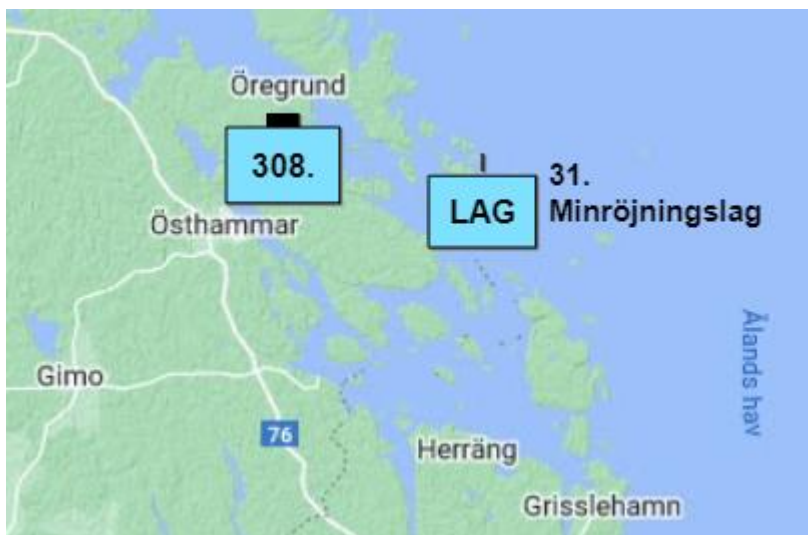 Öregrund
308.
31.
Minröjningslag
LAG
Östhammar
Ålands hav
Gimo
76
Herräng
Grisslehamn